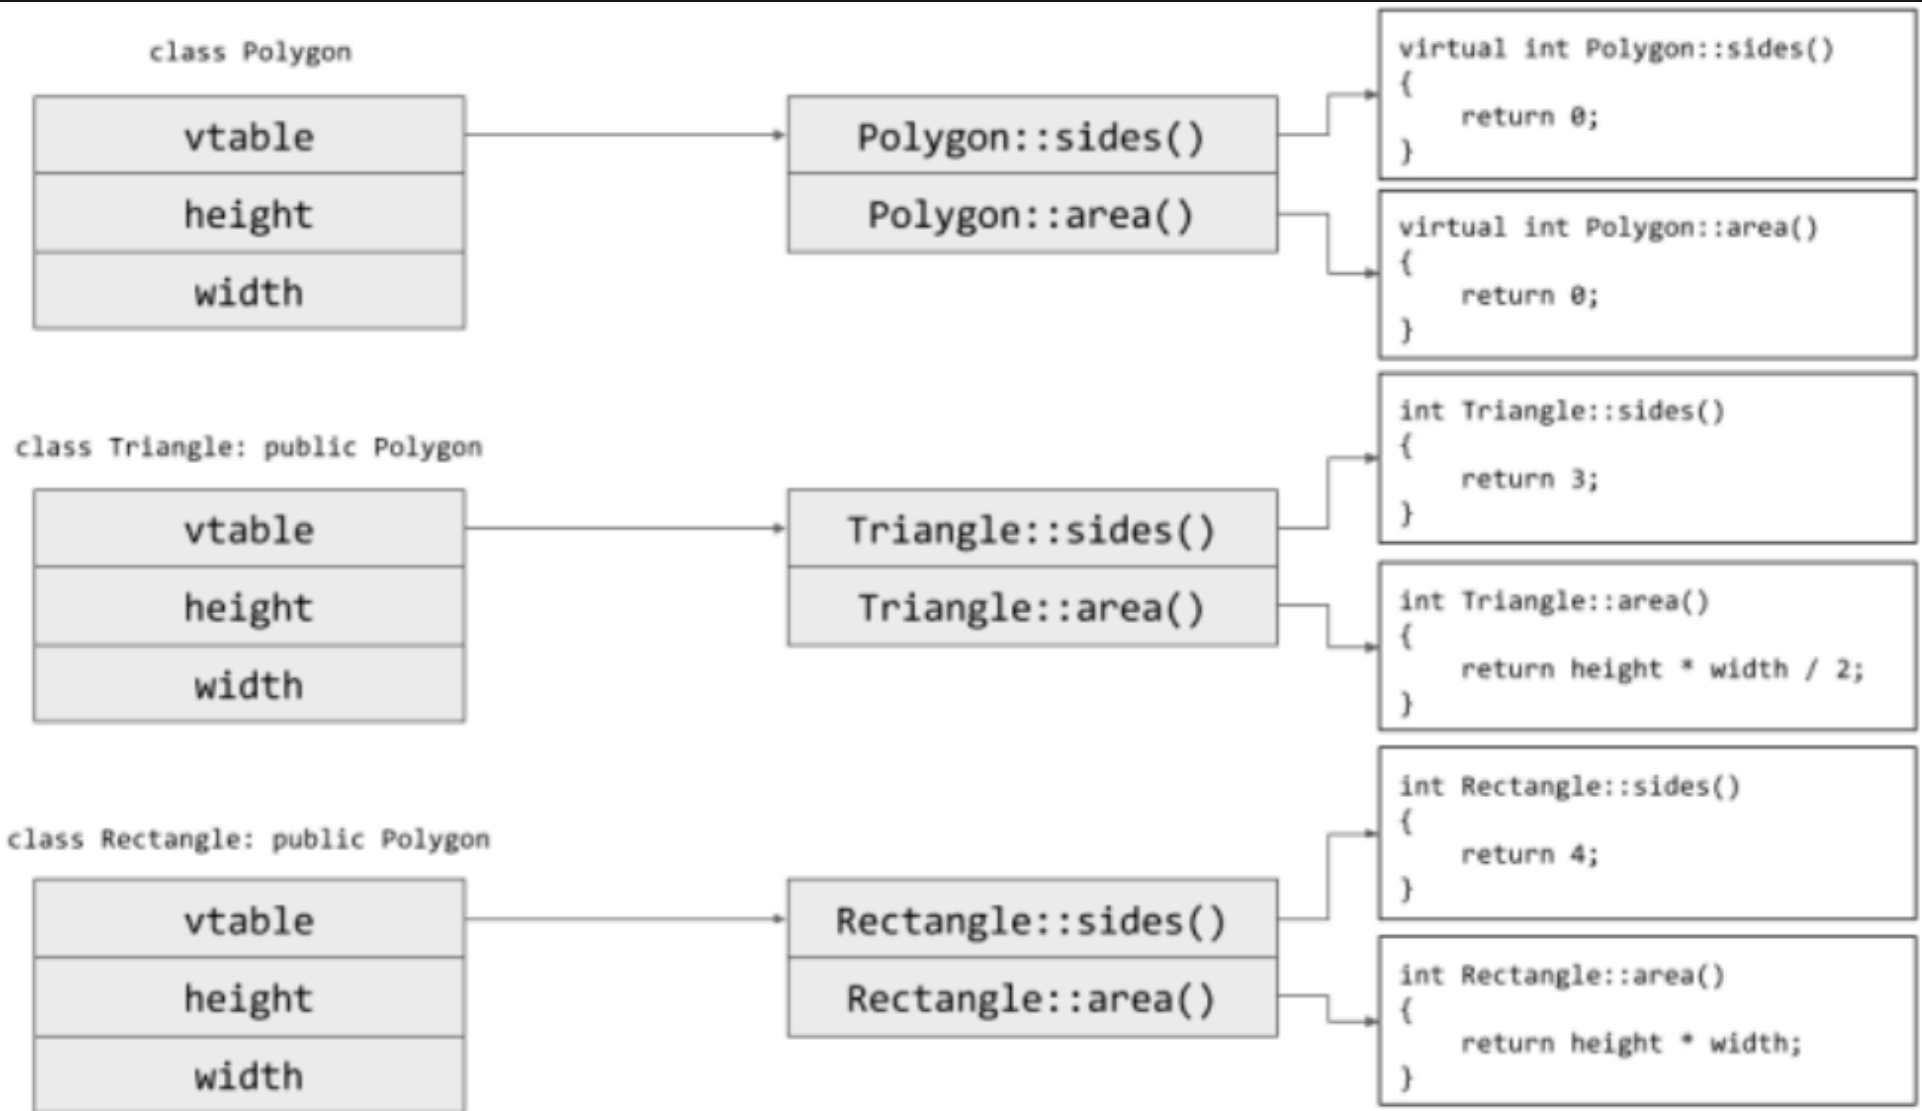 class Polygon
vtable
height
width
Polygon::sides()
Polygon::area()
virtual int Polygon::sides()
{
    return 0;
}
virtual int Polygon::area()
{
    return 0;
}
class Triangle: public Polygon
vtable
height
width
Triangle::sides()
Triangle::area()
int Triangle::sides()
{
    return 3;
}
int Triangle::area()
{
    return height * width / 2;
}
class Rectangle: public Polygon
vtable
height
width
Rectangle::sides()
Rectangle::area()
int Rectangle::sides()
{
    return 4;
}
int Rectangle::area()
{
    return height * width;
}